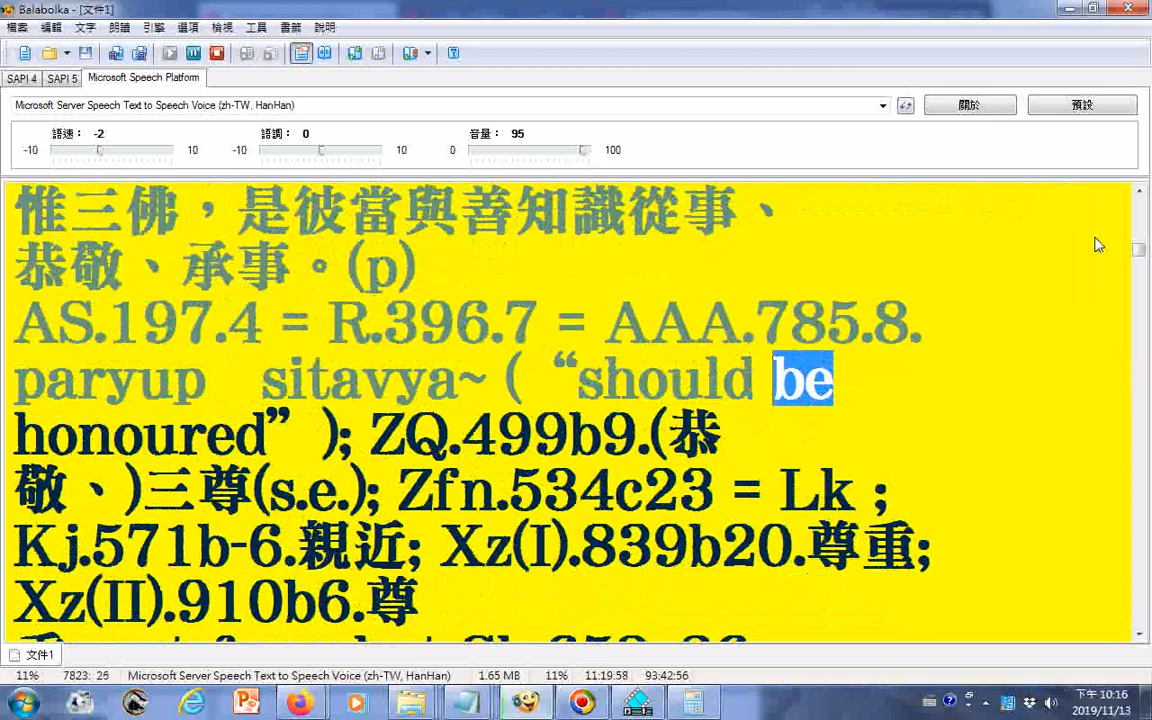 Balabolka - [文件1]
檔案 編輯 文字 朗讀 引擎 選項 檢視 工具 書籤 說明
SAPI 4 SAPI 5 Microsoft Speech Platform
Microsoft Server Speech Text to Speech Voice (zh-TW, HanHan) 關於 預設
語速： -2 語調： 0 音量： 95
-10 10 -10 10 0 100
惟三佛，是彼當與善知識從事、
恭敬、承事。(p)
AS.197.4 = R.396.7 = AAA.785.8.
paryup sitavya~ (“should be
honoured”); ZQ.499b9.(恭
敬、)三尊(s.e.); Zfn.534c23 = Lk ;
Kj.571b-6.親近; Xz(I).839b20.尊重;
Xz(II).910b6.尊
文件1
11% 7823: 26 Microsoft Server Speech Text to Speech Voice (zh-TW, HanHan) 1.65 MB 11% 11:19:58 93:42:56
下午 10:16
2019/11/13